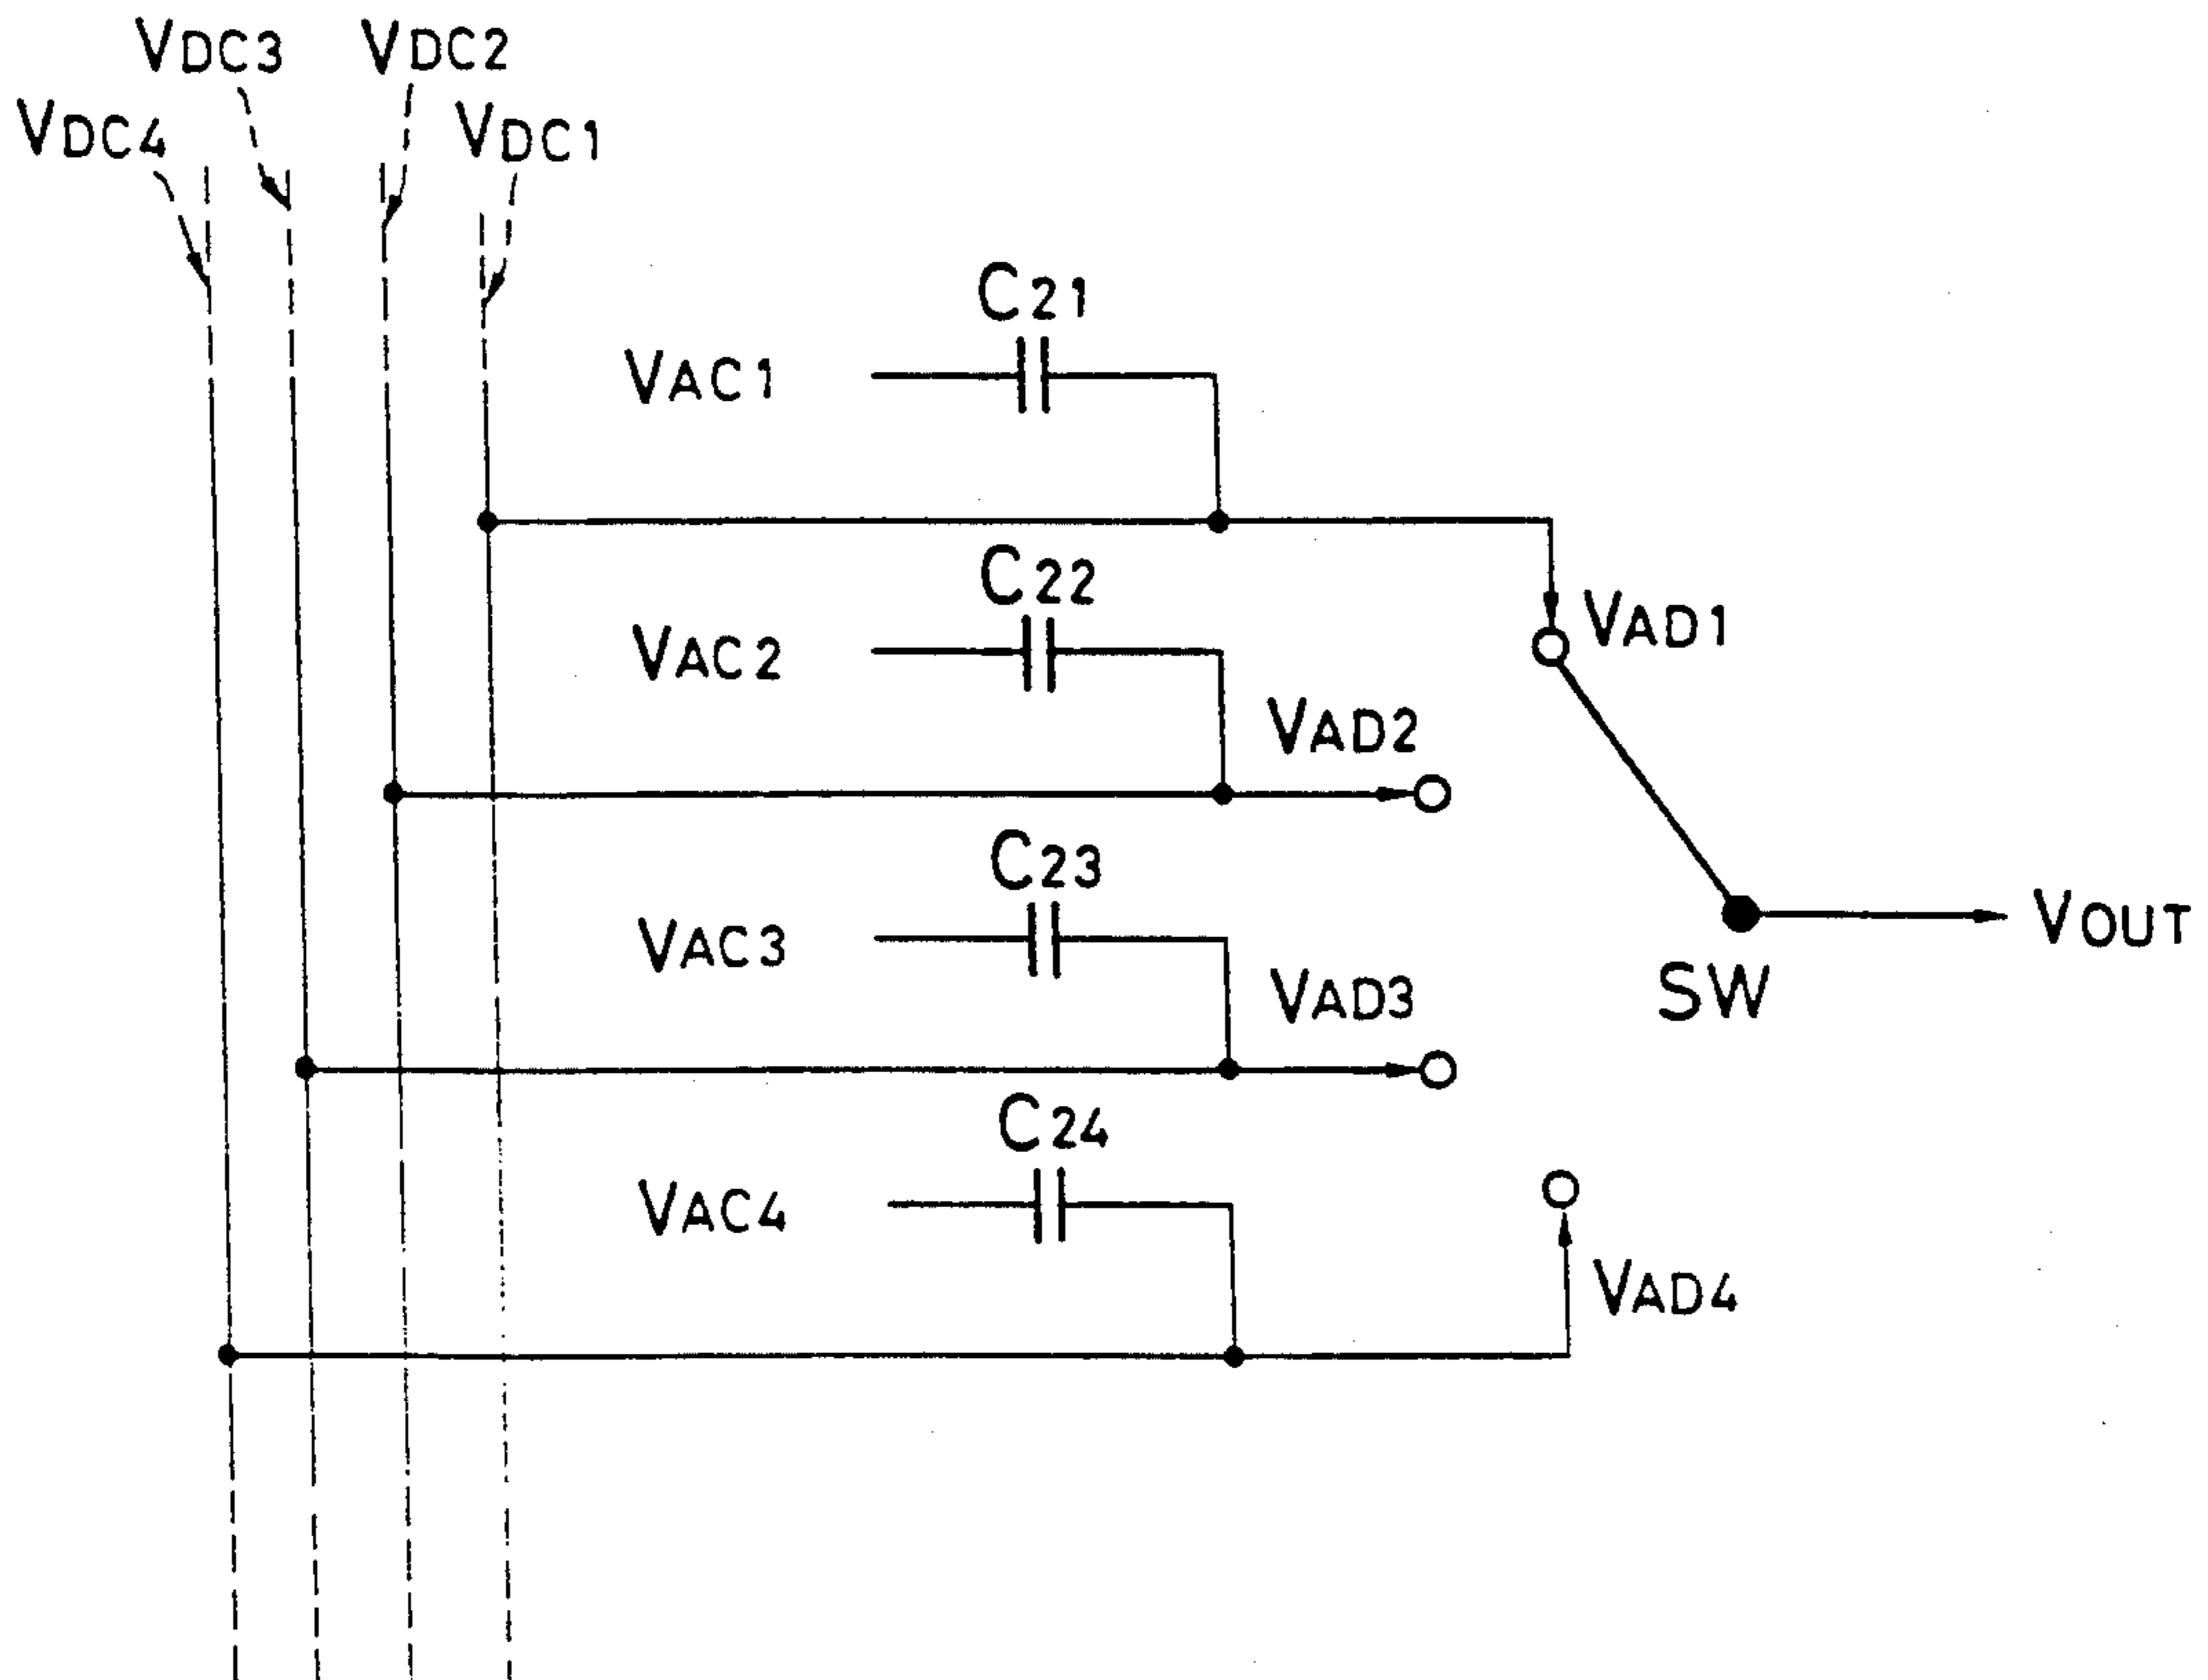 VDC3
VDC2
VDC4
VDC1
C21
VAC1
C22
VAD1
VAC2
VAD2
C23
VAC3
VOUT
VAD3
SW
C24
VAC4
VAD4